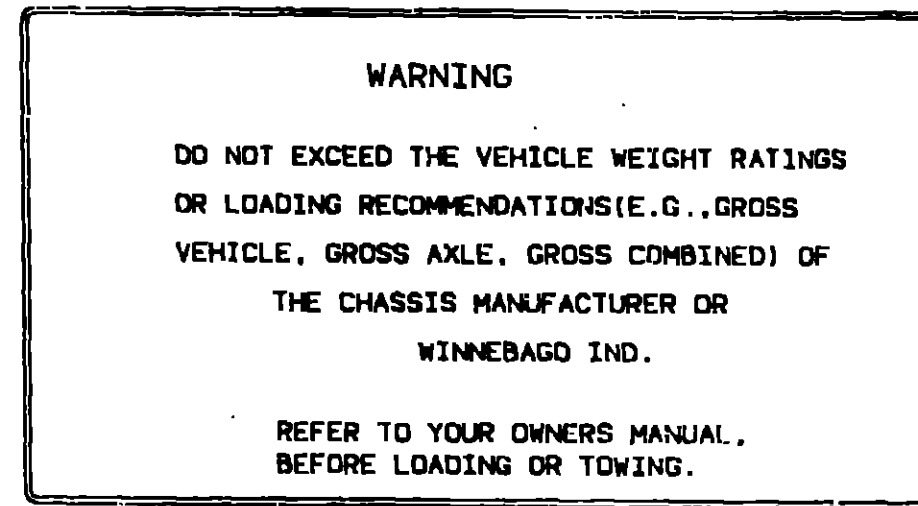 WARNING
DO NOT EXCEED THE VEHICLE WEIGHT RATINGS
OR LOADING RECOMMENDATIONS(E.G.,GROSS
VEHICLE, GROSS AXLE, GROSS COMBINED) OF
THE CHASSIS MANUFACTURER OR
WINNEBAGO IND.
REFER TO YOUR OWNERS MANUAL,
BEFORE LOADING OR TOWING.